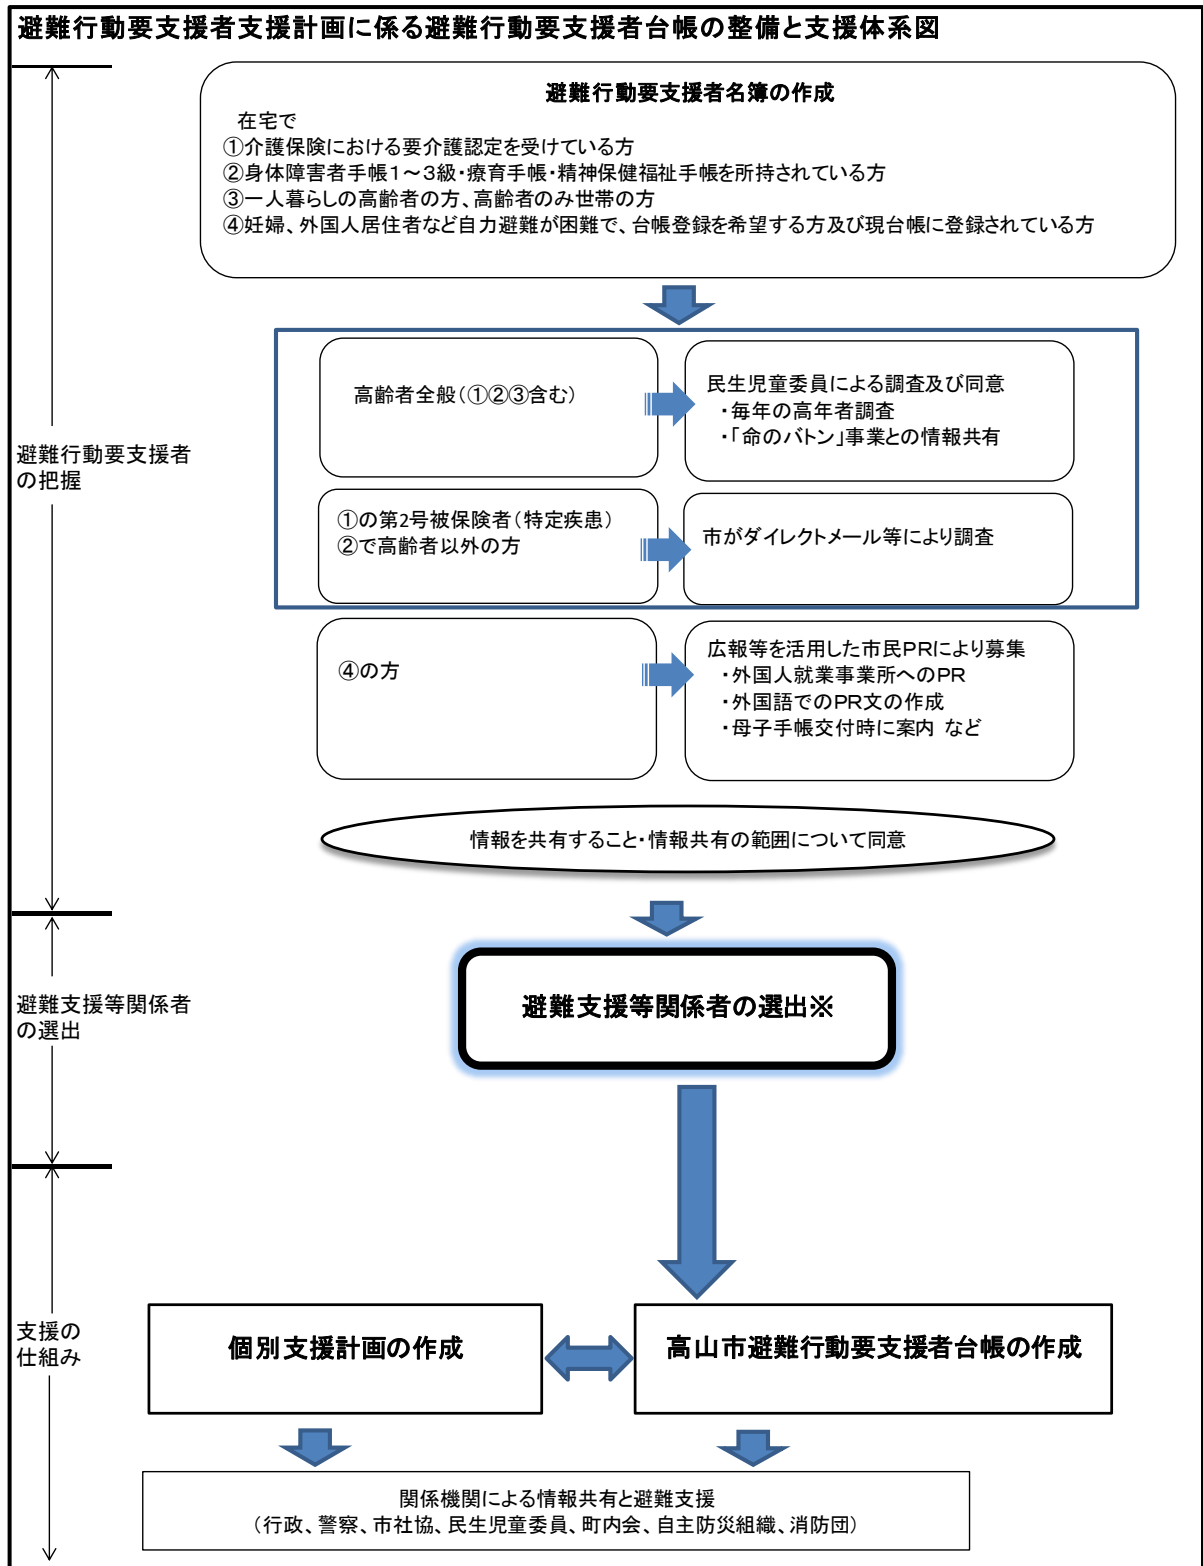 避難行動要支援者支援計画に係る避難行動要支援者台帳の整備と支援体系図
避難行動要支援者名簿の作成
在宅で
①介護保険における要介護認定を受けている方
②身体障害者手帳１～３級・療育手帳・精神保健福祉手帳を所持されている方
③一人暮らしの高齢者の方、高齢者のみ世帯の方
④妊婦、外国人居住者など自力避難が困難で、台帳登録を希望する方及び現台帳に登録されている方
避難行動要支援者
の把握
高齢者全般（①②③含む）
民生児童委員による調査及び同意
・毎年の高年者調査
・「命のバトン」事業との情報共有
①の第2号被保険者（特定疾患）
②で高齢者以外の方
市がダイレクトメール等により調査
④の方
広報等を活用した市民ＰＲにより募集
・外国人就業事業所へのＰＲ
・外国語でのＰＲ文の作成
・母子手帳交付時に案内 など
情報を共有すること・情報共有の範囲について同意
避難支援等関係者
の選出
避難支援等関係者の選出※
支援の
仕組み
個別支援計画の作成
高山市避難行動要支援者台帳の作成
関係機関による情報共有と避難支援
（行政、警察、市社協、民生児童委員、町内会、自主防災組織、消防団）